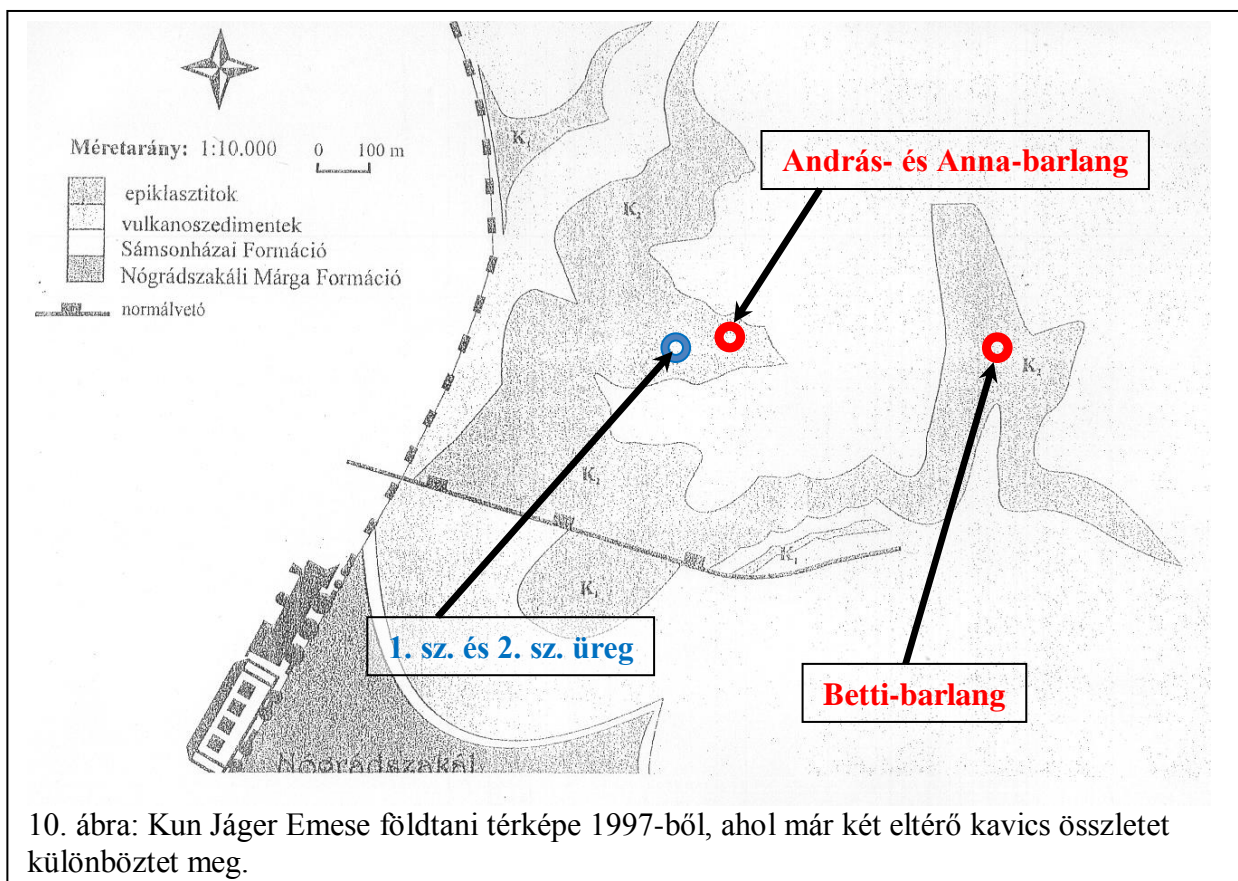 Méretarány: 1:10.000
0 100 m
epiklasztitok
vulkanoszedimentek
Sámsonházai Formáció
Nógrádszakáli Márga Formáció
normálvető
K₁
András- és Anna-barlang
K₂
K₂
K₁
K₁
1. sz. és 2. sz. üreg
Betti-barlang
Nógrádszakál
10. ábra: Kun Jáger Emese földtani térképe 1997-ből, ahol már két eltérő kavics összletet
különböztet meg.